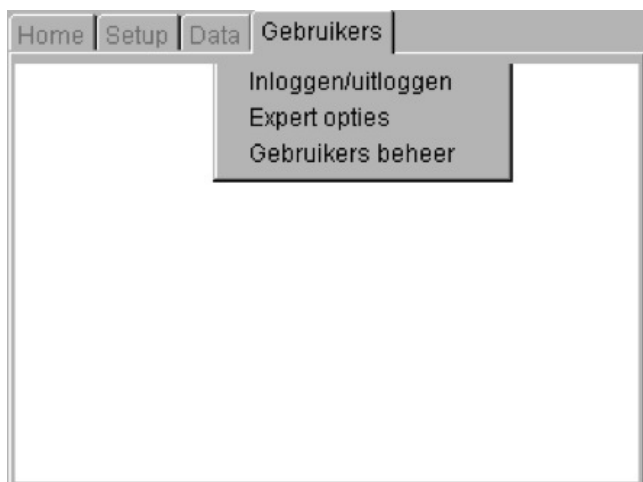 Home Setup Data Gebruikers
Inloggen/uitloggen
Expert opties
Gebruikers beheer